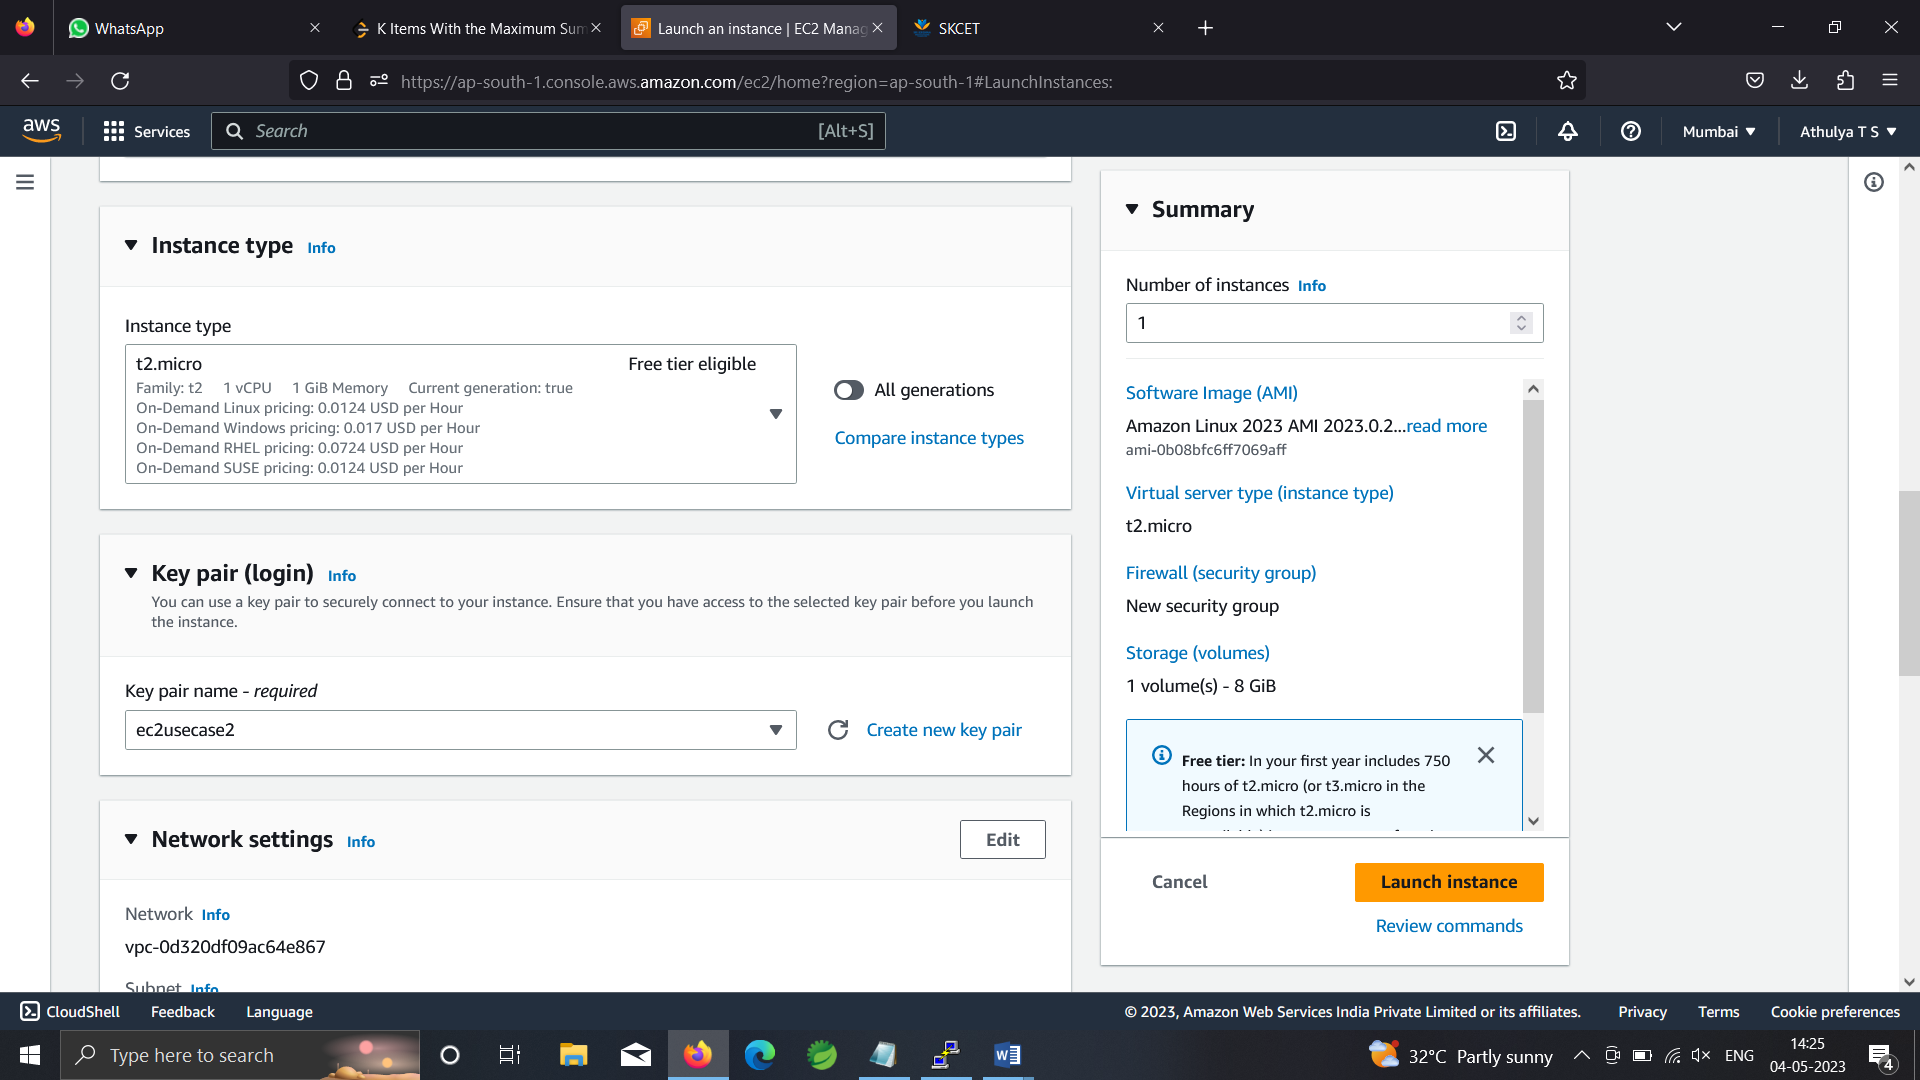 WhatsApp
K Items With the Maximum Sum
Launch an instance | EC2 Manag
SKCET
https://ap-south-1.console.aws.amazon.com/ec2/home?region=ap-south-1#LaunchInstances:
aws
Services
Search
[Alt+S]
Mumbai
Athulya T S
Instance type Info
Instance type
t2.micro
Free tier eligible
Family: t2 1 vCPU 1 GiB Memory Current generation: true
On-Demand Linux pricing: 0.0124 USD per Hour
On-Demand Windows pricing: 0.017 USD per Hour
On-Demand RHEL pricing: 0.0724 USD per Hour
On-Demand SUSE pricing: 0.0124 USD per Hour
All generations
Compare instance types
Key pair (login) Info
You can use a key pair to securely connect to your instance. Ensure that you have access to the selected key pair before you launch
the instance.
Key pair name - required
ec2usecase2
Create new key pair
Network settings Info
Edit
Network Info
vpc-0d320df09ac64e867
Subnet Info
Summary
Number of instances Info
1
Software Image (AMI)
Amazon Linux 2023 AMI 2023.0.2...read more
ami-0b08bfc6ff7069aff
Virtual server type (instance type)
t2.micro
Firewall (security group)
New security group
Storage (volumes)
1 volume(s) - 8 GiB
Free tier: In your first year includes 750
hours of t2.micro (or t3.micro in the
Regions in which t2.micro is
Cancel
Launch instance
Review commands
CloudShell
Feedback
Language
© 2023, Amazon Web Services India Private Limited or its affiliates.
Privacy
Terms
Cookie preferences
Type here to search
32°C Partly sunny
ENG
14:25
04-05-2023
4